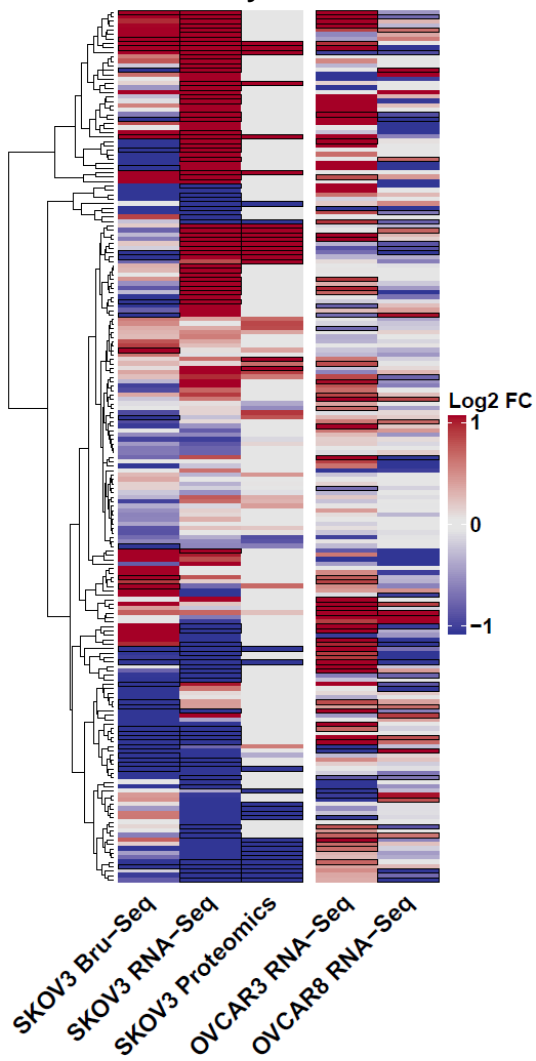 Log2 FC
1
0
−1
SKOV3 Bru−Seq
SKOV3 RNA−Seq
SKOV3 Proteomics
OVCAR3 RNA−Seq
OVCAR8 RNA−Seq